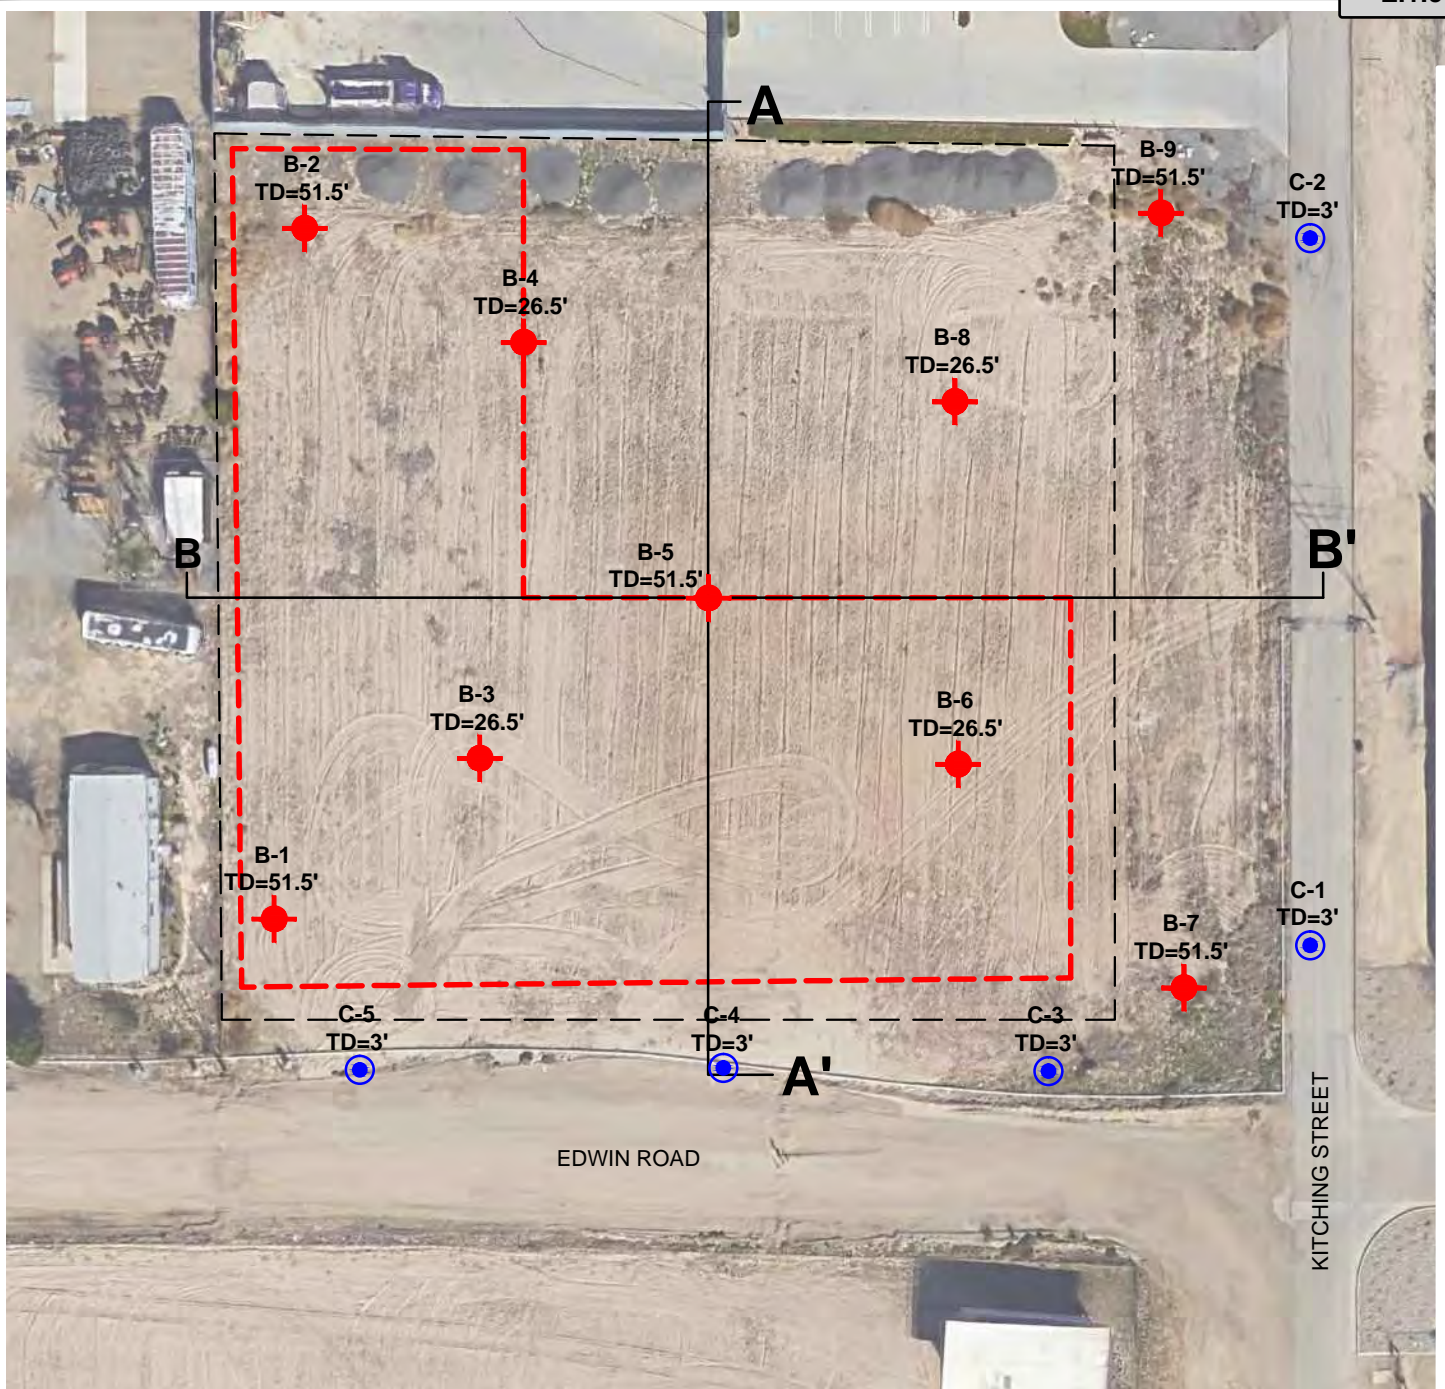 A
B-2
TD=51.5'
B-9
TD=51.5'
C-2
TD=3'
B-4
TD=26.5'
B-8
TD=26.5'
B
B'
B-5
TD=51.5'
B-3
TD=26.5'
B-6
TD=26.5'
B-1
TD=51.5'
C-1
TD=3'
B-7
TD=51.5'
C-5
TD=3'
C-4
TD=3'
C-3
TD=3'
A'
EDWIN ROAD
KITCHING STREET